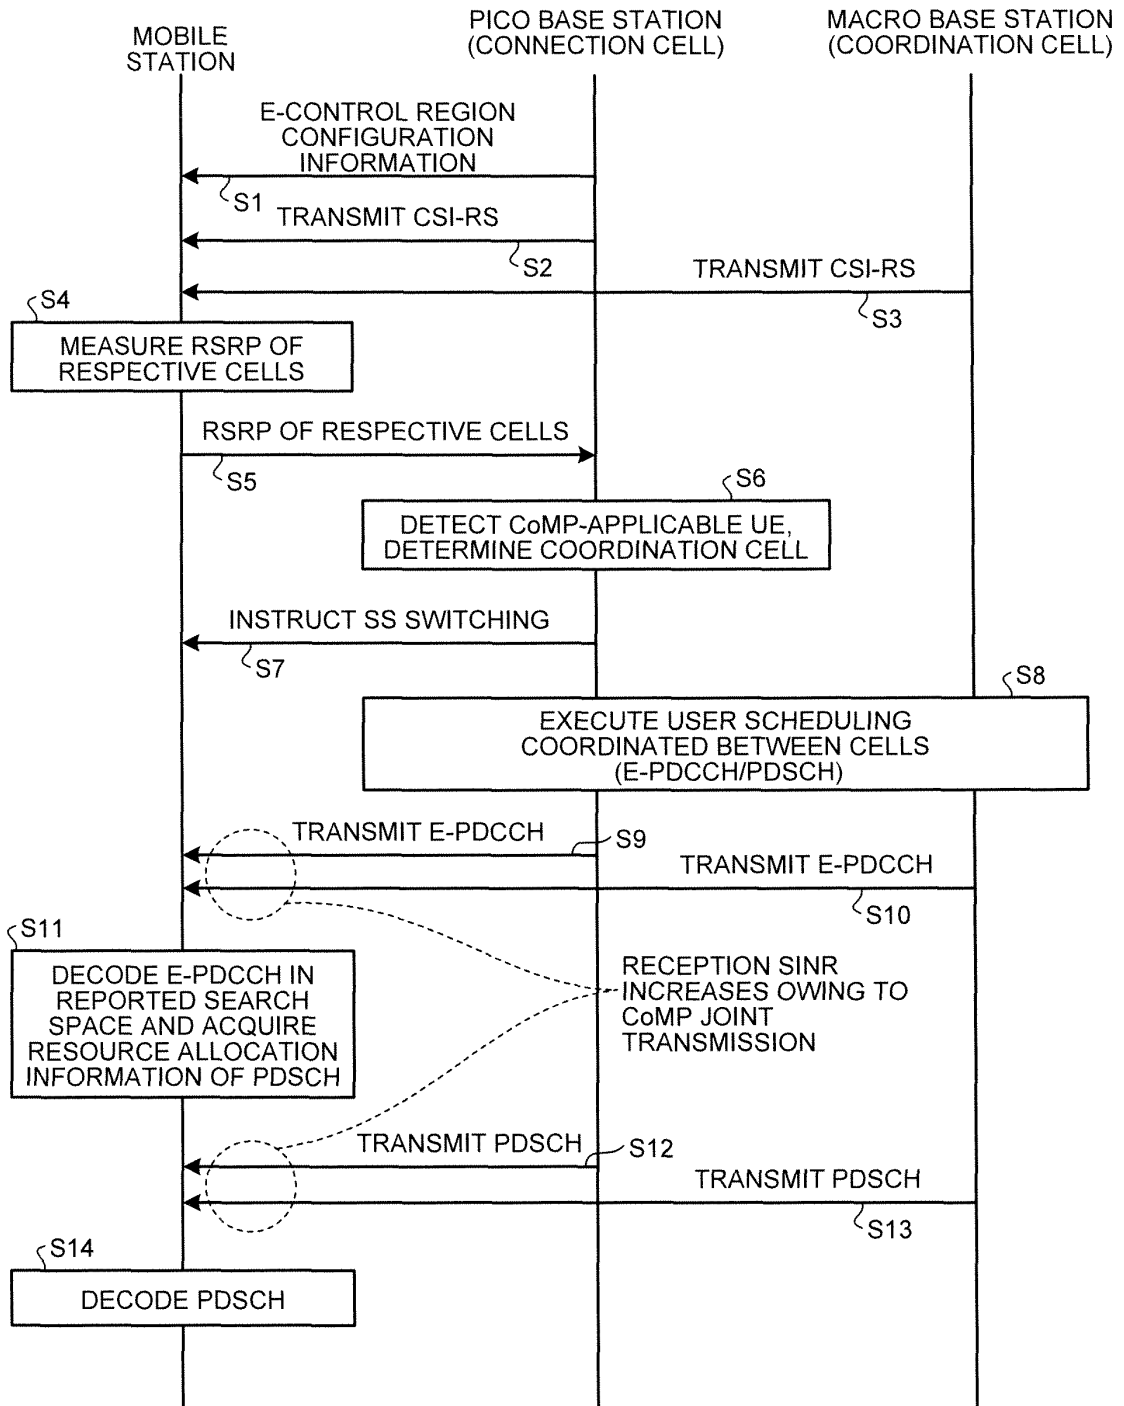 MOBILE
STATION
PICO BASE STATION
(CONNECTION CELL)
MACRO BASE STATION
(COORDINATION CELL)
E-CONTROL REGION
CONFIGURATION
INFORMATION
S1
TRANSMIT CSI-RS
S2
TRANSMIT CSI-RS
S3
S4
MEASURE RSRP OF
RESPECTIVE CELLS
RSRP OF RESPECTIVE CELLS
S5
S6
DETECT CoMP-APPLICABLE UE,
DETERMINE COORDINATION CELL
INSTRUCT SS SWITCHING
S7
S8
EXECUTE USER SCHEDULING
COORDINATED BETWEEN CELLS
(E-PDCCH/PDSCH)
TRANSMIT E-PDCCH
S9
TRANSMIT E-PDCCH
S10
S11
DECODE E-PDCCH IN
REPORTED SEARCH
SPACE AND ACQUIRE
RESOURCE ALLOCATION
INFORMATION OF PDSCH
RECEPTION SINR
INCREASES OWING TO
CoMP JOINT
TRANSMISSION
TRANSMIT PDSCH
S12
TRANSMIT PDSCH
S13
S14
DECODE PDSCH